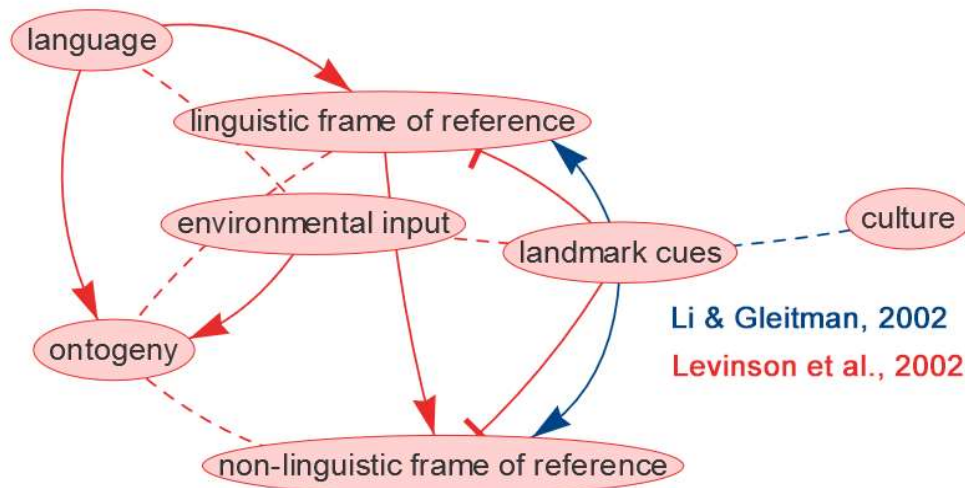 language
linguistic frame of reference
environmental input
culture
landmark cues
Li & Gleitman, 2002
ontogeny
Levinson et al., 2002
non-linguistic frame of reference